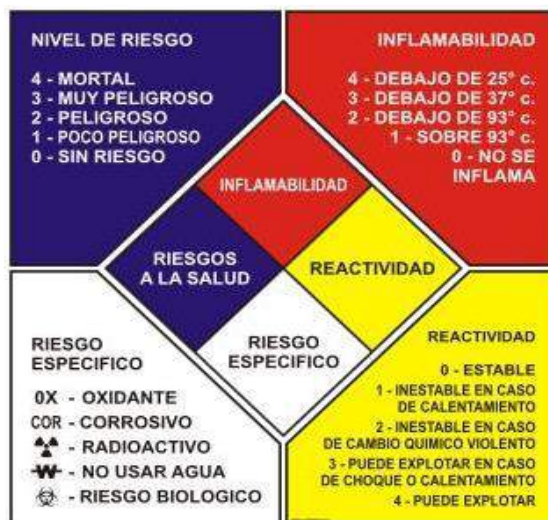 NIVEL DE RIESGO
4 - MORTAL
3 - MUY PELIGROSO
2 - PELIGROSO
1 - POCO PELIGROSO
0 - SIN RIESGO
INFLAMABILIDAD
4 - DEBAJO DE 25° c.
3 - DEBAJO DE 37° c.
2 - DEBAJO DE 93° c.
1 - SOBRE 93° c.
0 - NO SE
INFLAMA
INFLAMABILIDAD
RIESGOS
A LA SALUD
REACTIVIDAD
RIESGO
ESPECIFICO
RIESGO
ESPECIFICO
0X - OXIDANTE
COR - CORROSIVO
- RADIOACTIVO
W - NO USAR AGUA
- RIESGO BIOLOGICO
REACTIVIDAD
0 - ESTABLE
1 - INESTABLE EN CASO
DE CALENTAMIENTO
2 - INESTABLE EN CASO
DE CAMBIO QUIMICO VIOLENTO
3 - PUEDE EXPLOTAR EN CASO
DE CHOQUE O CALENTAMIENTO
4 - PUEDE EXPLOTAR